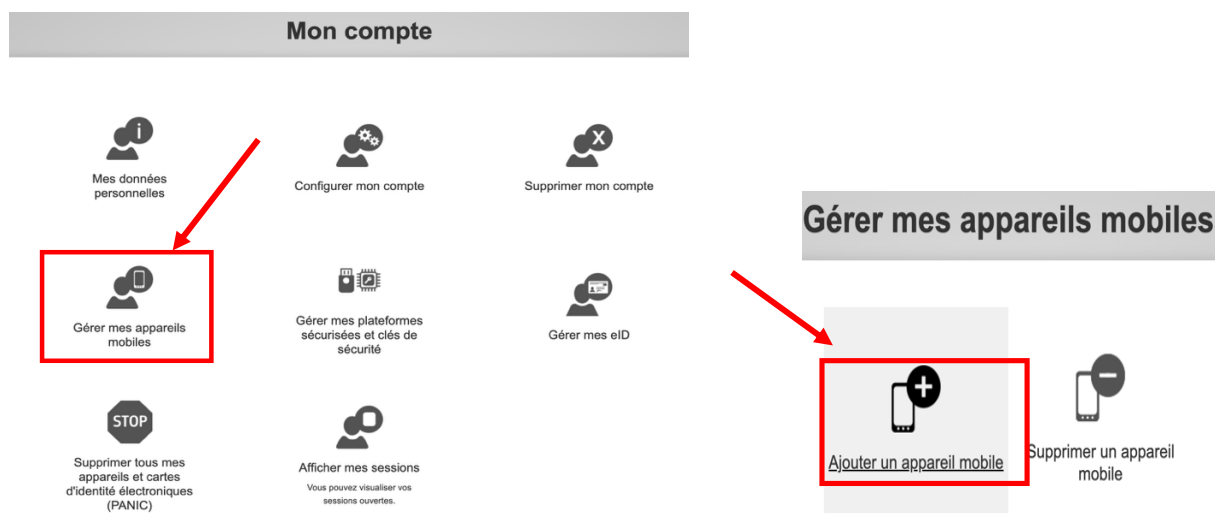 Mon compte
Mes données
personnelles
Configurer mon compte
Supprimer mon compte
Gérer mes appareils
mobiles
Gérer mes plateformes
sécurisées et clés de
sécurité
Gérer mes eID
STOP
Supprimer tous mes
appareils et cartes
d'identité électroniques
(PANIC)
Afficher mes sessions
Vous pouvez visualiser vos
sessions ouvertes.
Gérer mes appareils mobiles
Ajouter un appareil mobile
Supprimer un appareil
mobile